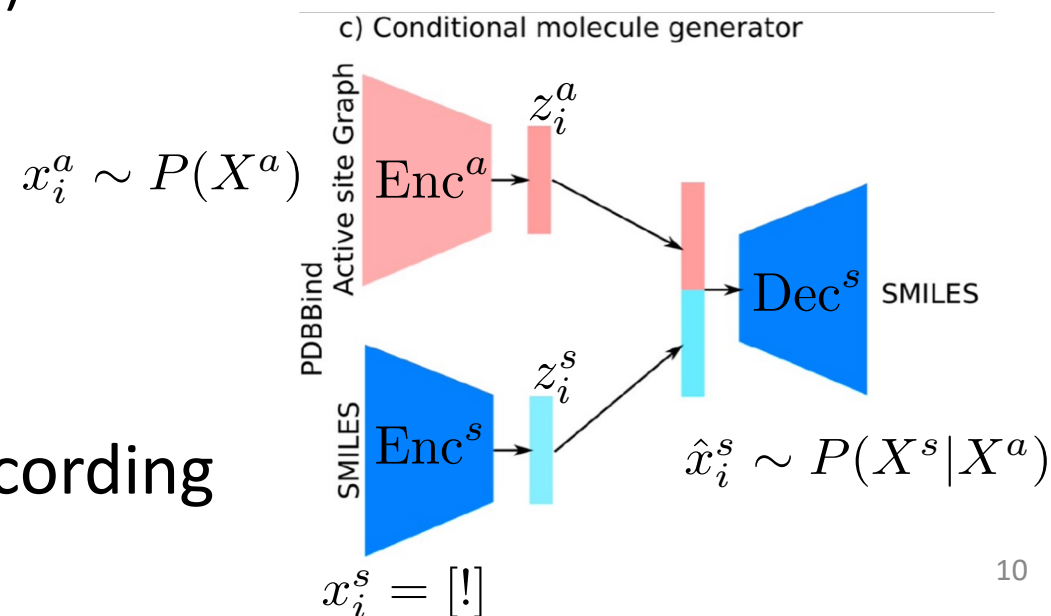 c) Conditional molecule generator
x_i^a ∼ P(X^a)
PDBBind
Active site Graph
Enc^a
z_i^a
SMILES
Enc^s
z_i^s
Dec^s
SMILES
x̂_i^s ∼ P(X^s|X^a)
cording
x_i^s = [!]
10